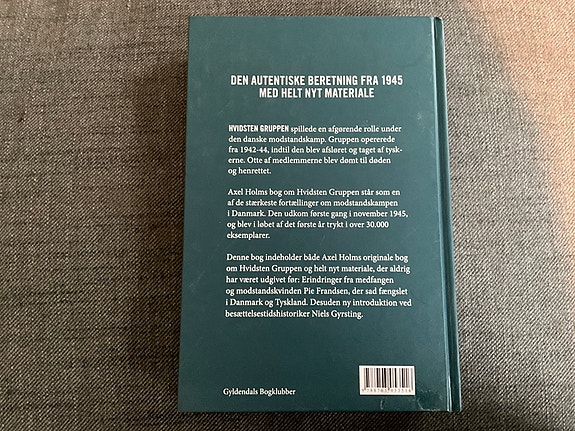 DEN AUTENTISKE BERETNING FRA 1945
MED HELT NYT MATERIALE
HVIDSTEN GRUPPEN spillede en afgørende rolle under
den danske modstandskamp. Gruppen opererede
fra 1942-44, indtil den blev afsløret og taget af tysk-
erne. Otte af medlemmerne blev dømt til døden
og henrettet.
Axel Holms bog om Hvidsten Gruppen står som en
af de stærkeste fortællinger om modstandskampen
i Danmark. Den udkom første gang i november 1945,
og blev i løbet af det første år trykt i over 30.000
eksemplarer.
Denne bog indeholder både Axel Holms originale bog
om Hvidsten Gruppen og helt nyt materiale, der aldrig
har været udgivet før: Erindringer fra medfangen
og modstandskvinden Pie Frandsen, der sad fængslet
i Danmark og Tyskland. Desuden ny introduktion ved
besættelsestidshistoriker Niels Gyrsting.
Gyldendals Bogklubber